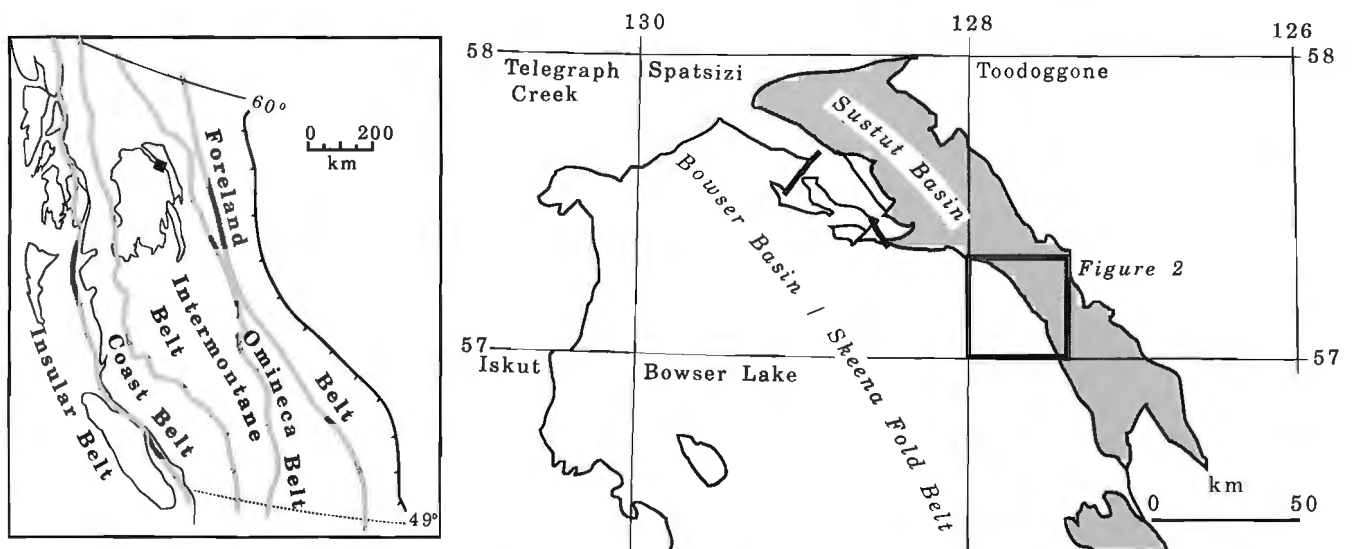 60°
0 200
km
Foreland
Belt
Omineca Belt
Intermontane
Belt
Coast Belt
Insular Belt
49°
130
128
126
58
58
Telegraph
Creek
Spatsizi
Toodoggone
Sustut Basin
Bowser Basin / Skeena Fold Belt
Figure 2
57
57
Iskut
Bowser Lake
km
0 50